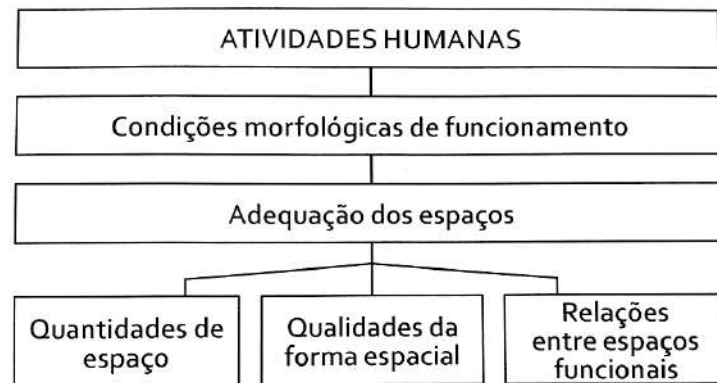 ATIVIDADES HUMANAS
Condições morfológicas de funcionamento
Adequação dos espaços
Quantidades de
espaço
Qualidades da
forma espacial
Relações
entre espaços
funcionais